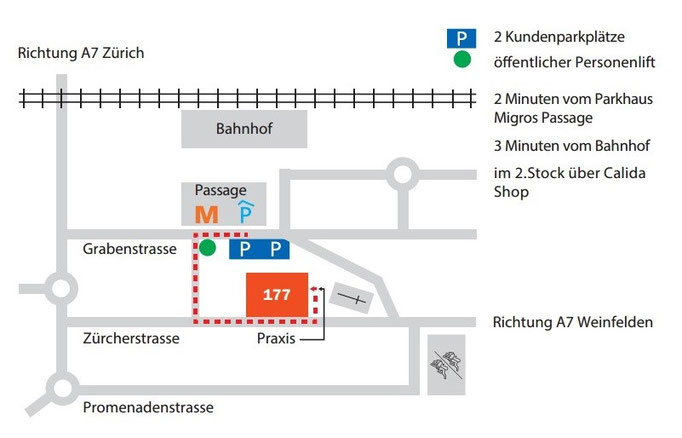 Richtung A7 Zürich
P 2 Kundenparkplätze
öffentlicher Personenlift
2 Minuten vom Parkhaus
Migros Passage
3 Minuten vom Bahnhof
im 2.Stock über Calida
Shop
Bahnhof
Passage
M P
Grabenstrasse
P P
177
Zürcherstrasse
Praxis
Richtung A7 Weinfelden
Promenadenstrasse